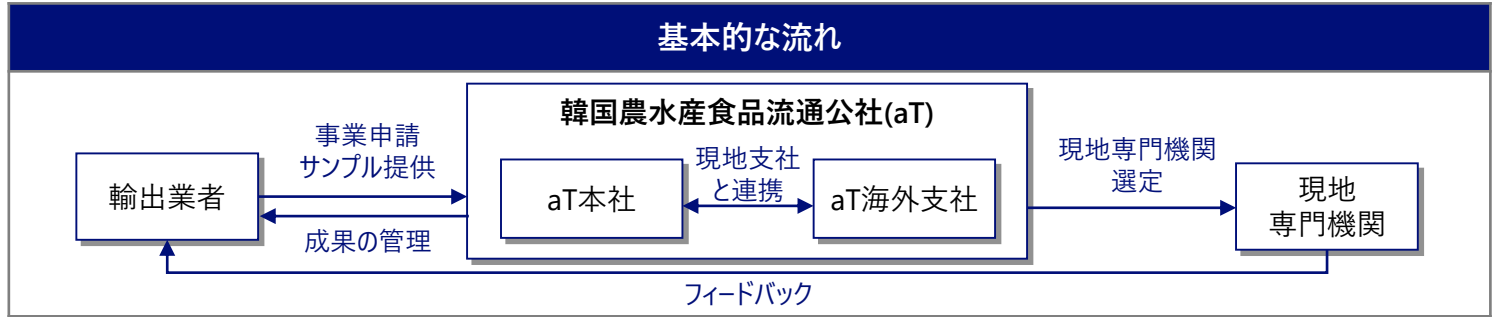 基本的な流れ
韓国農水産食品流通公社(aT)
事業申請
サンプル提供
現地支社
と連携
現地専門機関
選定
輸出業者
aT本社
aT海外支社
現地
専門機関
成果の管理
フィードバック